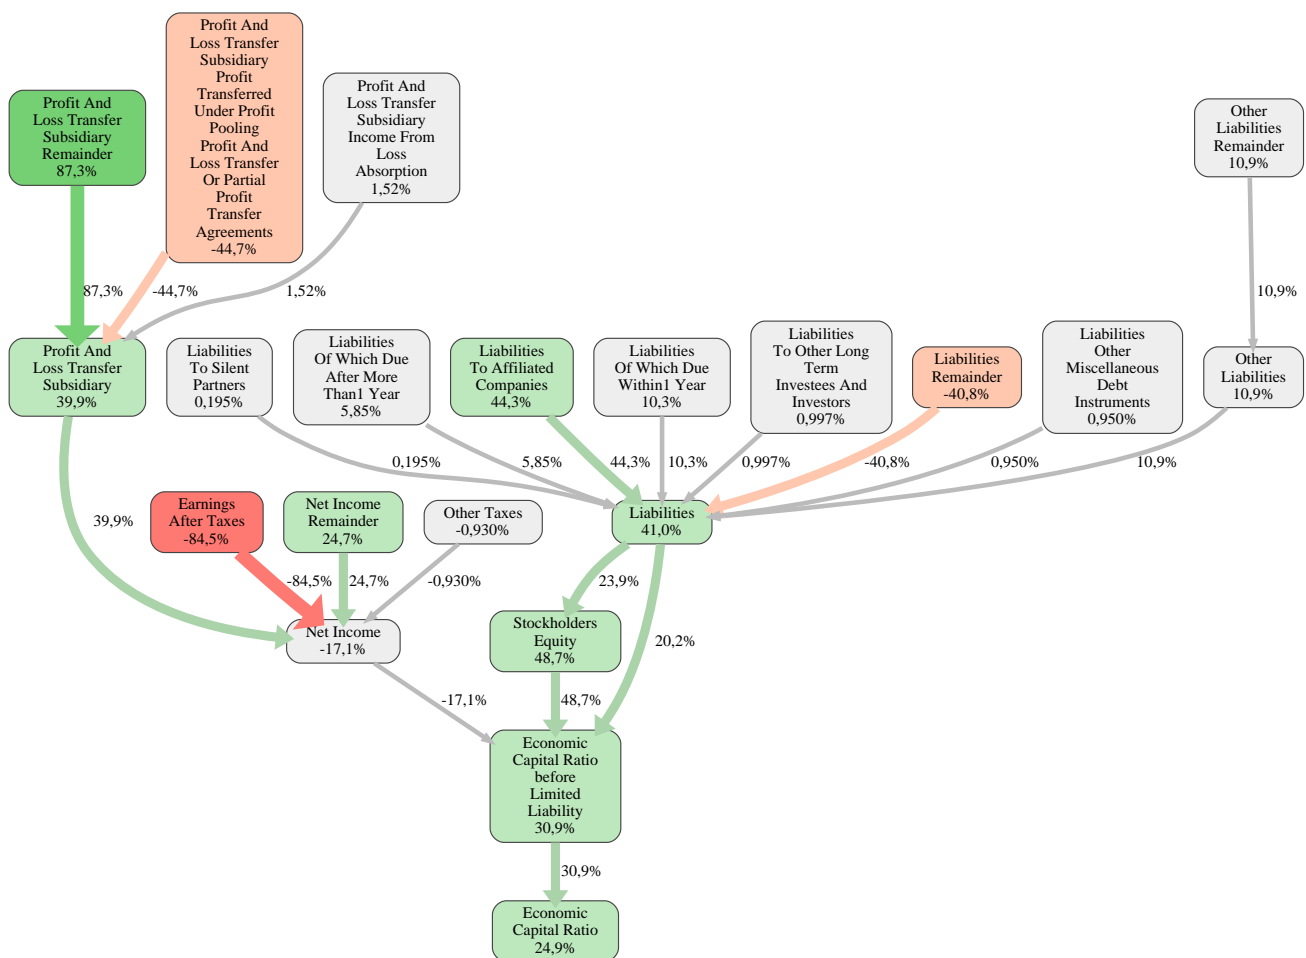 Profit And
Loss Transfer
Subsidiary
Profit
Transferred
Under Profit
Pooling
Profit And
Loss Transfer
Or Partial
Profit
Transfer
Agreements
-44,7%
Profit And
Loss Transfer
Subsidiary
Remainder
87,3%
Profit And
Loss Transfer
Subsidiary
Income From
Loss
Absorption
1,52%
Other
Liabilities
Remainder
10,9%
87,3%
-44,7%
1,52%
10,9%
Profit And
Loss Transfer
Subsidiary
39,9%
Liabilities
To Silent
Partners
0,195%
Liabilities
Of Which Due
After More
Than1 Year
5,85%
Liabilities
To Affiliated
Companies
44,3%
Liabilities
Of Which Due
Within1 Year
10,3%
Liabilities
To Other Long
Term
Investees And
Investors
0,997%
Liabilities
Remainder
-40,8%
Liabilities
Other
Miscellaneous
Debt
Instruments
0,950%
Other
Liabilities
10,9%
0,195%
5,85%
44,3%
10,3%
0,997%
-40,8%
0,950%
10,9%
39,9%
Earnings
After Taxes
-84,5%
Net Income
Remainder
24,7%
Other Taxes
-0,930%
Liabilities
41,0%
-84,5%
24,7%
-0,930%
23,9%
20,2%
Net Income
-17,1%
Stockholders
Equity
48,7%
-17,1%
48,7%
Economic
Capital Ratio
before
Limited
Liability
30,9%
30,9%
Economic
Capital Ratio
24,9%